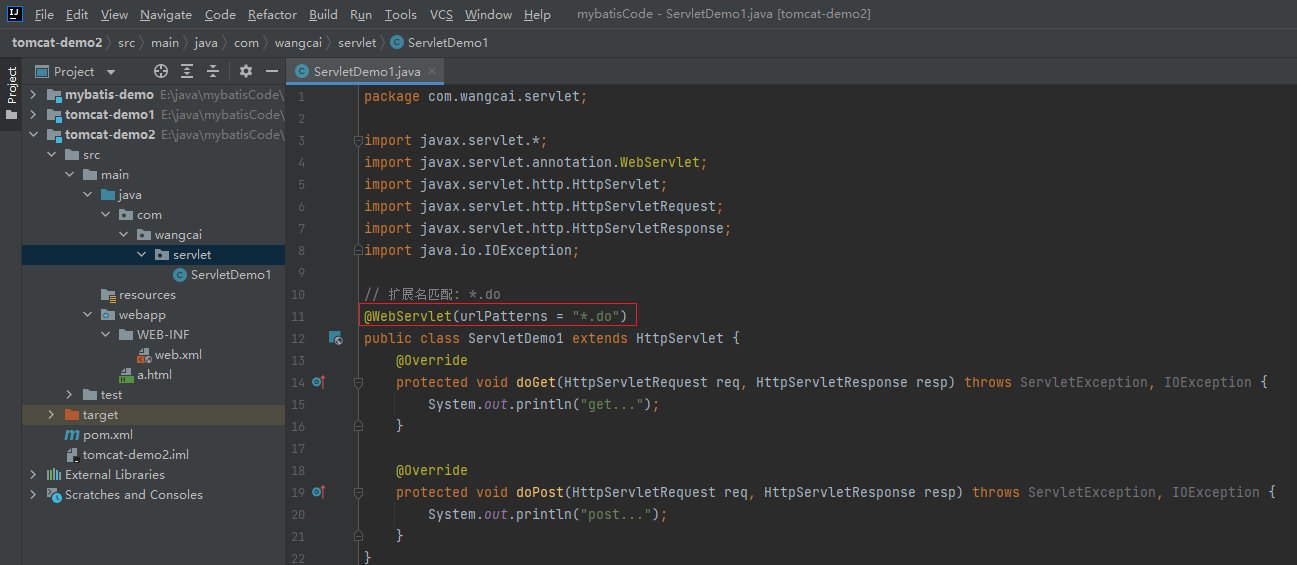 File Edit View Navigate Code Refactor Build Run Tools VCS Window Help mybatisCode - ServletDemo1.java [tomcat-demo2]
tomcat-demo2 src main java com wangcai servlet ServletDemo1
Project
Project
ServletDemo1.java
mybatis-demo E:\java\mybatisCode\
tomcat-demo1 E:\java\mybatisCode\
tomcat-demo2 E:\java\mybatisCode\
src
main
java
com
wangcai
servlet
ServletDemo1
resources
webapp
WEB-INF
web.xml
a.html
test
target
pom.xml
tomcat-demo2.iml
External Libraries
Scratches and Consoles
1 package com.wangcai.servlet;
2
3 import javax.servlet.*;
4 import javax.servlet.annotation.WebServlet;
5 import javax.servlet.http.HttpServlet;
6 import javax.servlet.http.HttpServletRequest;
7 import javax.servlet.http.HttpServletResponse;
8 import java.io.IOException;
9
10 // 扩展名匹配: *.do
11 @WebServlet(urlPatterns = "*.do")
12 public class ServletDemo1 extends HttpServlet {
13 @Override
14 protected void doGet(HttpServletRequest req, HttpServletResponse resp) throws ServletException, IOException {
15 System.out.println("get...");
16 }
17
18 @Override
19 protected void doPost(HttpServletRequest req, HttpServletResponse resp) throws ServletException, IOException {
20 System.out.println("post...");
21 }
22 }